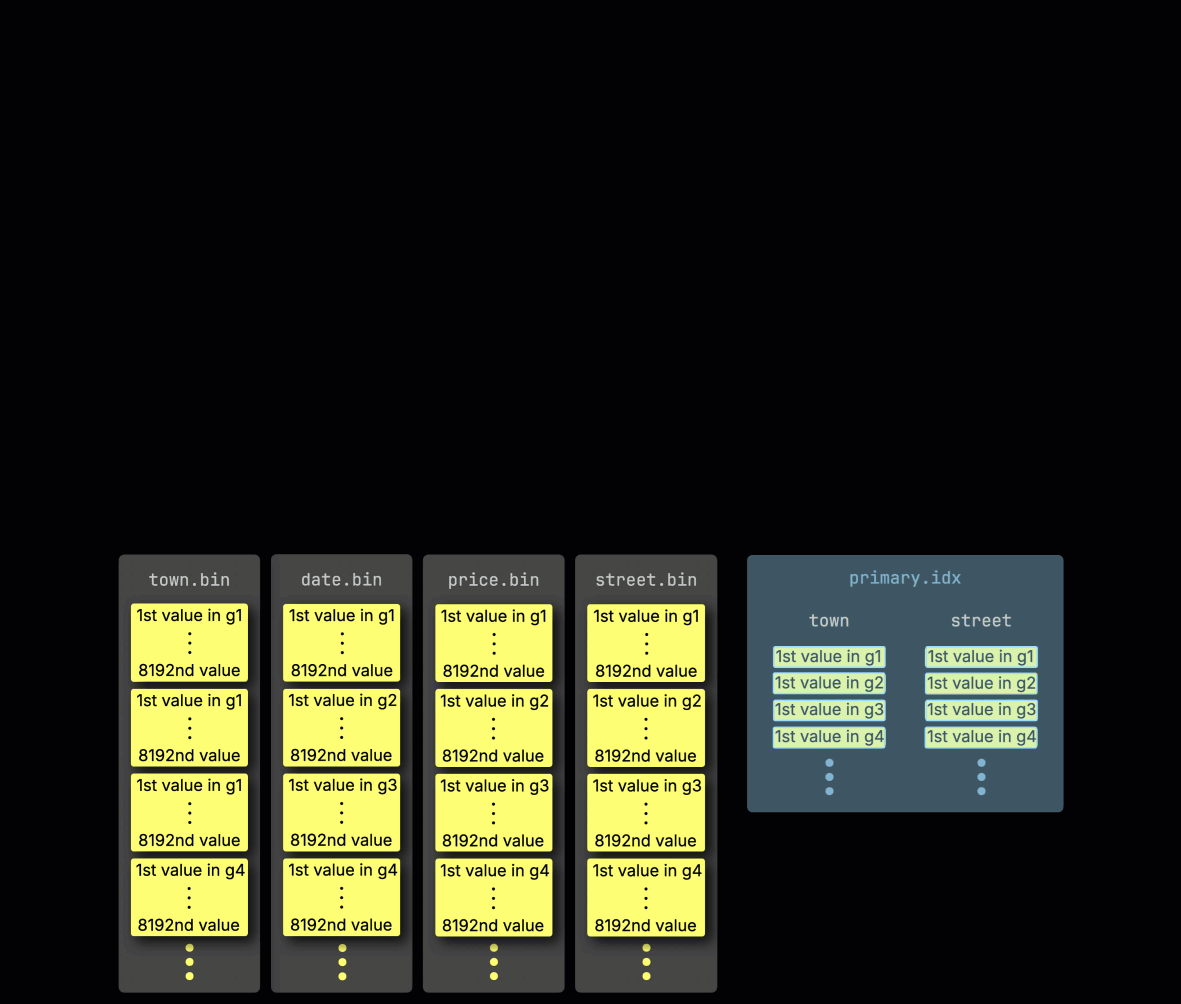 town.bin
1st value in g1
8192nd value
1st value in g1
8192nd value
1st value in g1
8192nd value
1st value in g4
8192nd value
date.bin
1st value in g1
8192nd value
1st value in g2
8192nd value
1st value in g3
8192nd value
1st value in g4
8192nd value
price.bin
1st value in g1
8192nd value
1st value in g2
8192nd value
1st value in g3
8192nd value
1st value in g4
8192nd value
street.bin
1st value in g1
8192nd value
1st value in g2
8192nd value
1st value in g3
8192nd value
1st value in g4
8192nd value
primary.idx
town
1st value in g1
1st value in g2
1st value in g3
1st value in g4
street
1st value in g1
1st value in g2
1st value in g3
1st value in g4